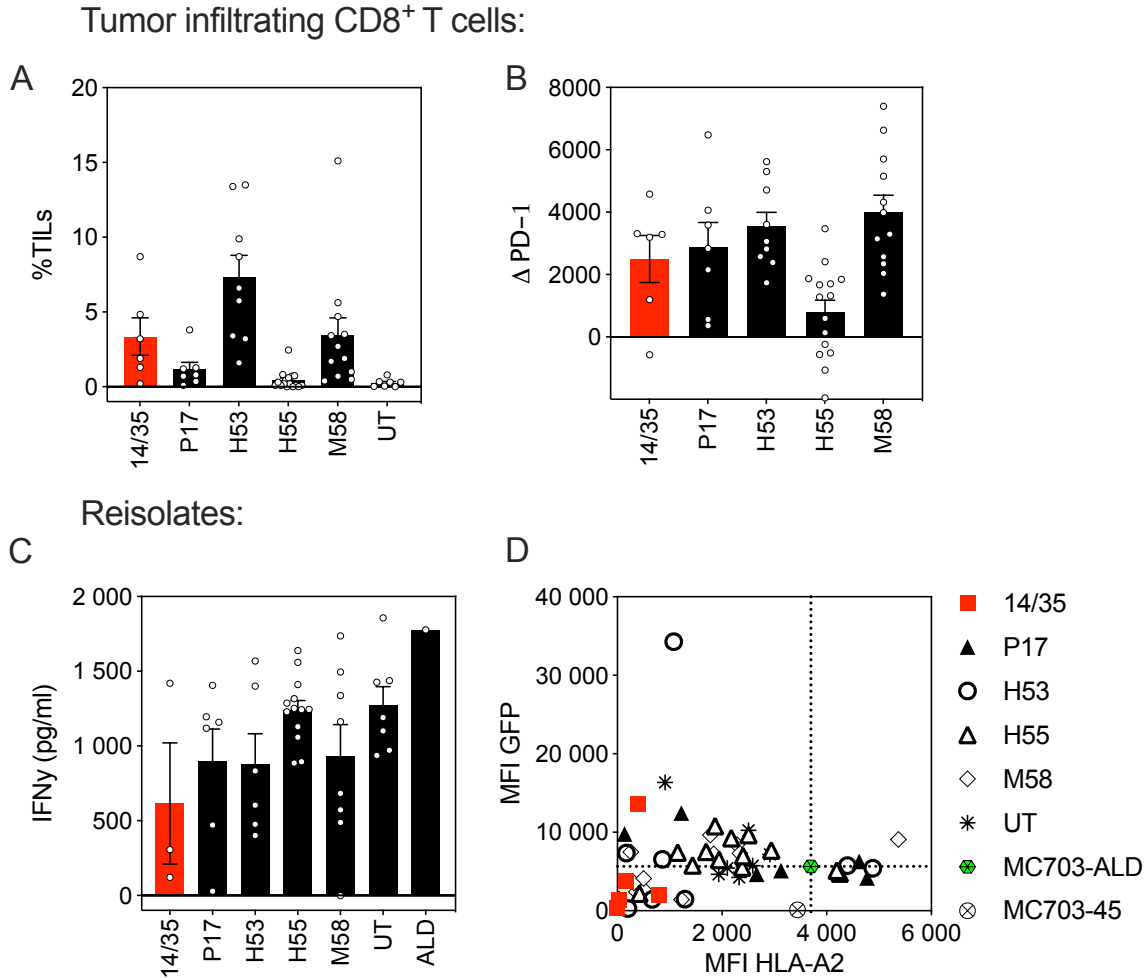 Tumor infiltrating CD8+ T cells:
A
%TILs
20
15
10
5
0
14/35
P17
H53
H55
M58
UT
B
Δ PD-1
8000
6000
4000
2000
0
14/35
P17
H53
H55
M58
Reisolates:
C
IFNy (pg/ml)
2 000
1 500
1 000
500
0
14/35
P17
H53
H55
M58
UT
ALD
D
MFI GFP
40 000
30 000
20 000
10 000
0
0 2 000 4 000 6 000
MFI HLA-A2
14/35
P17
H53
H55
M58
UT
MC703-ALD
MC703-45